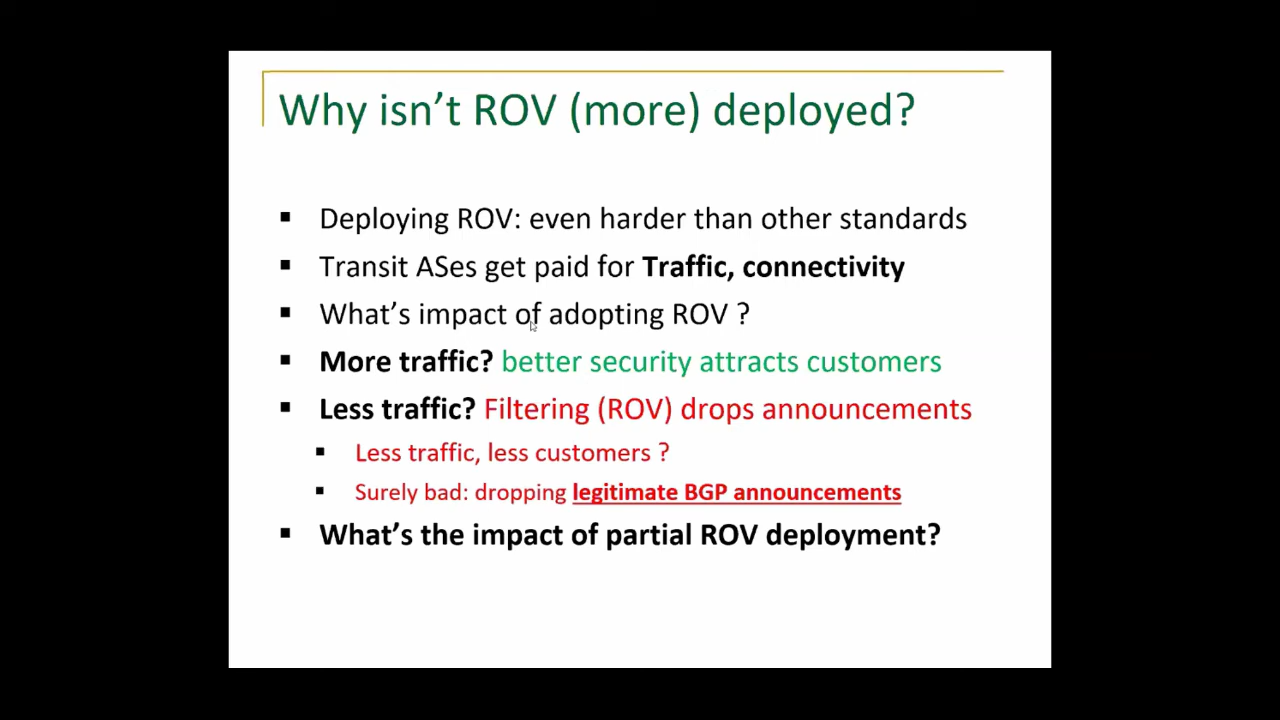 Why isn’t ROV (more) deployed?
▪ Deploying ROV: even harder than other standards
▪ Transit ASes get paid for Traffic, connectivity
▪ What’s impact of adopting ROV ?
▪ More traffic? better security attracts customers
▪ Less traffic? Filtering (ROV) drops announcements
▪ Less traffic, less customers ?
▪ Surely bad: dropping legitimate BGP announcements
▪ What’s the impact of partial ROV deployment?